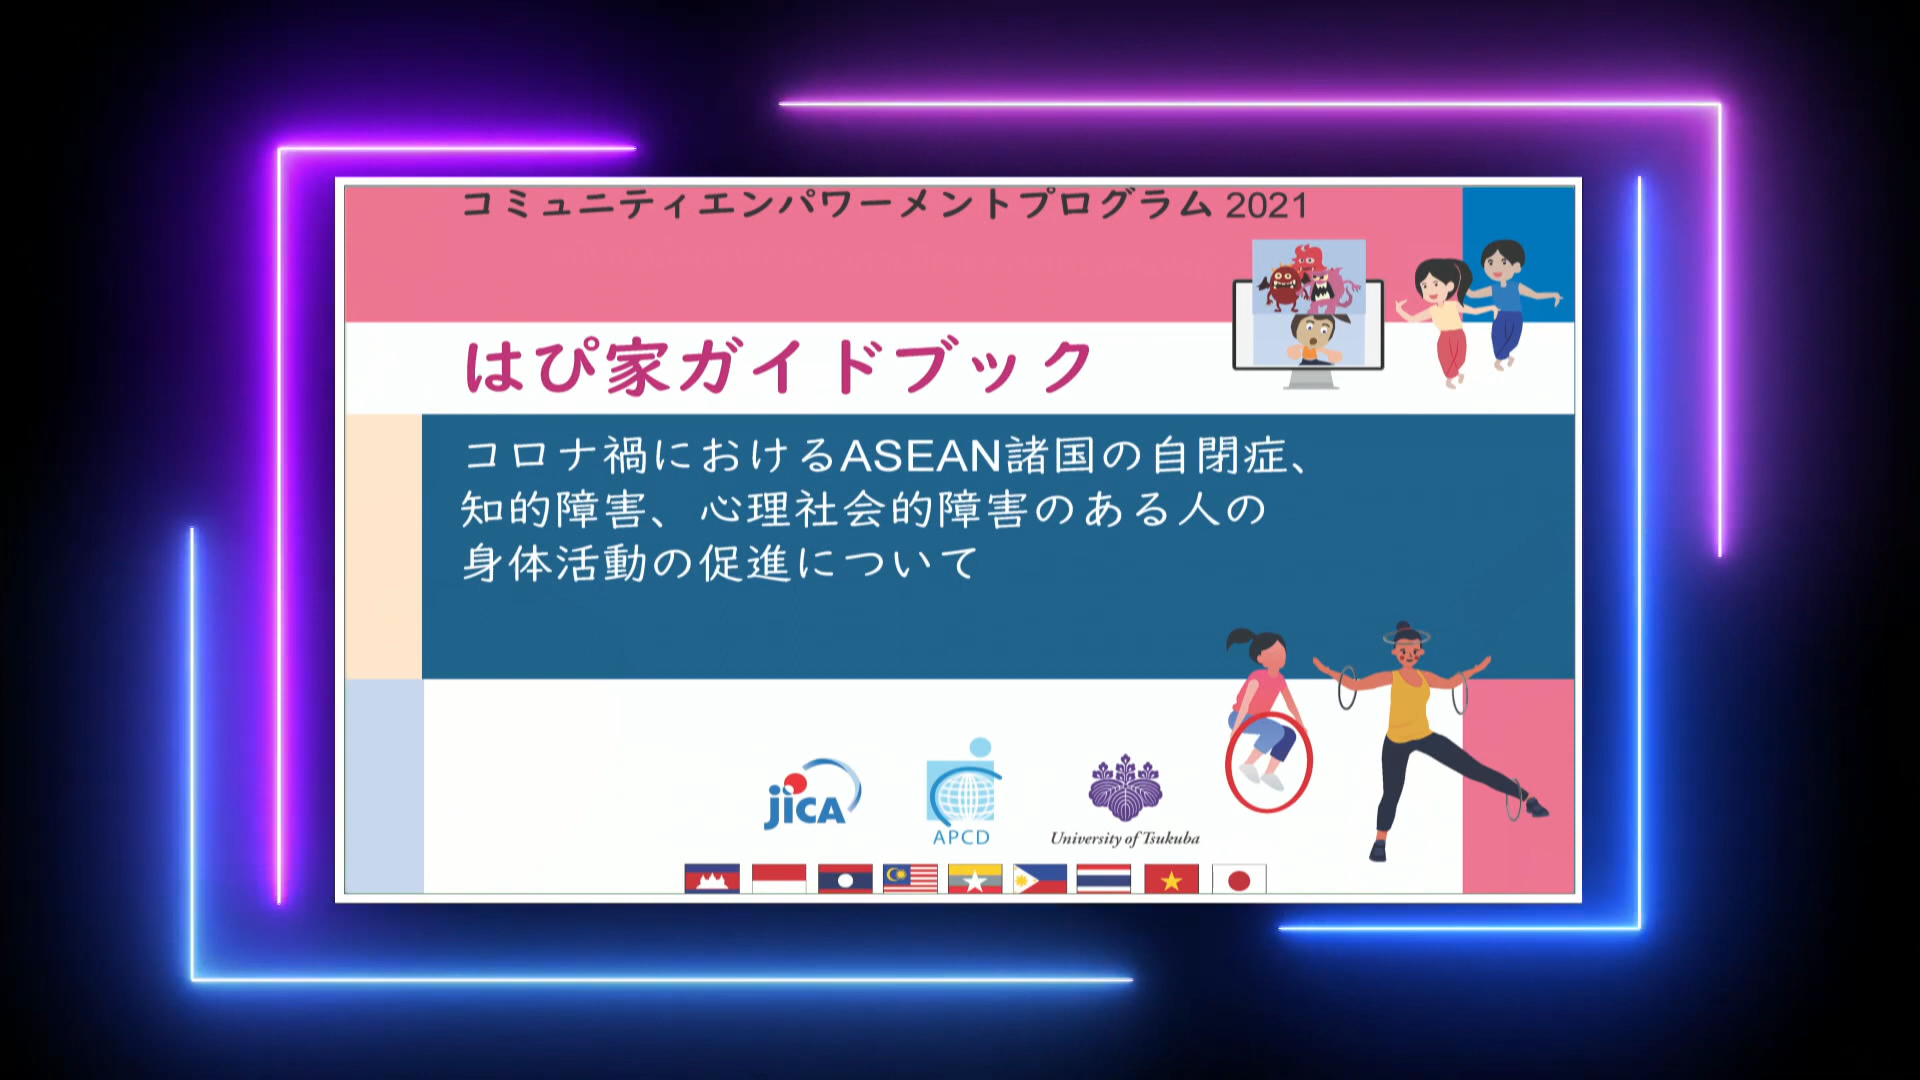 コミュニティエンパワーメントプログラム 2021
はぴ家ガイドブック
コロナ禍におけるASEAN諸国の自閉症、
知的障害、心理社会的障害のある人の
身体活動の促進について
jica
APCD
University of Tsukuba